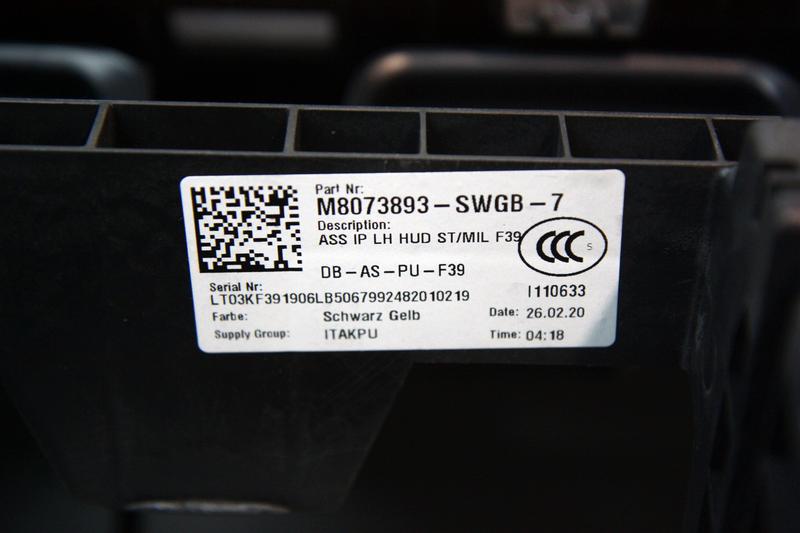 Part Nr:
M8073893-SWGB-7
Description:
ASS IP LH HUD ST/MIL F39
CCC S
DB-AS-PU-F39
Serial Nr:
LT03KF391906LB5067992482010219 I110633
Farbe: Schwarz Gelb Date: 26.02.20
Supply Group: ITAKPU Time: 04:18